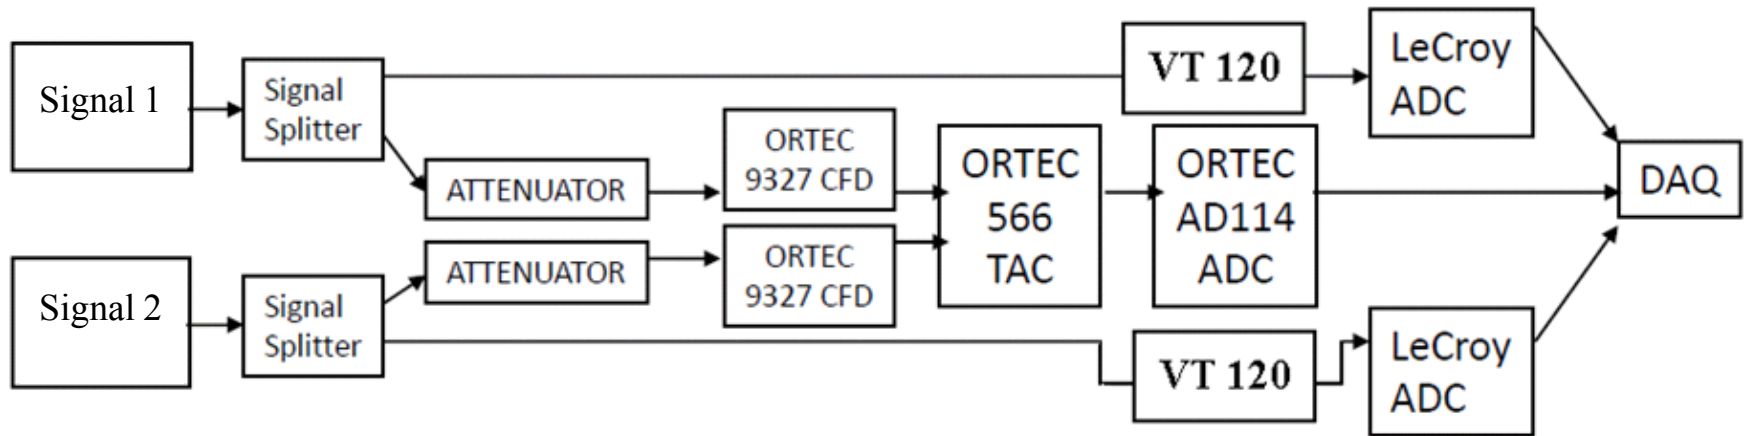 Signal 1
Signal
Splitter
ATTENUATOR
ORTEC
9327 CFD
VT 120
LeCroy
ADC
ORTEC
566
TAC
ORTEC
AD114
ADC
DAQ
Signal 2
Signal
Splitter
ATTENUATOR
ORTEC
9327 CFD
VT 120
LeCroy
ADC